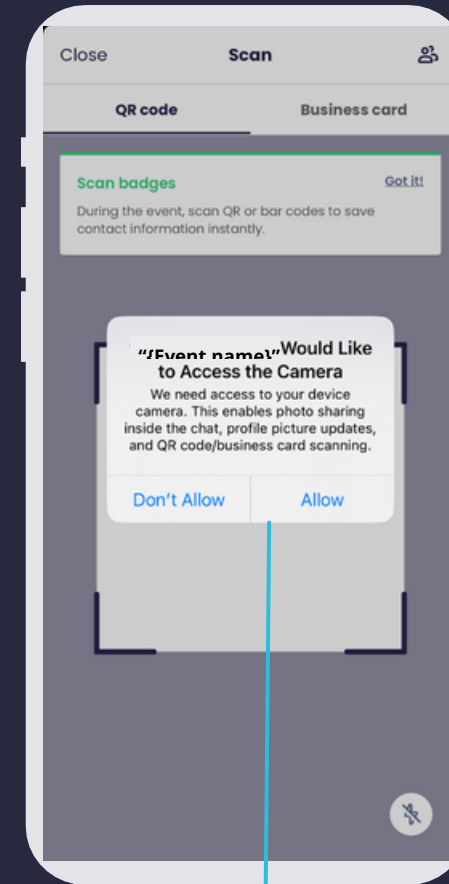 Close
Scan
QR code
Business card
Scan badges
Got it!
During the event, scan QR or bar codes to save
contact information instantly.
“{Event name}” Would Like
to Access the Camera
We need access to your device
camera. This enables photo sharing
inside the chat, profile picture updates,
and QR code/business card scanning.
Don’t Allow
Allow